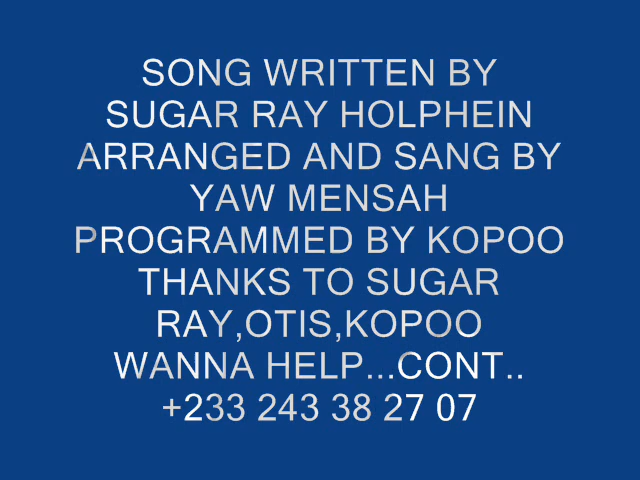 SONG WRITTEN BY
SUGAR RAY HOLPHEIN
ARRANGED AND SANG BY
YAW MENSAH
PROGRAMMED BY KOPOO
THANKS TO SUGAR
RAY,OTIS,KOPOO
WANNA HELP...CONT..
+233 243 38 27 07